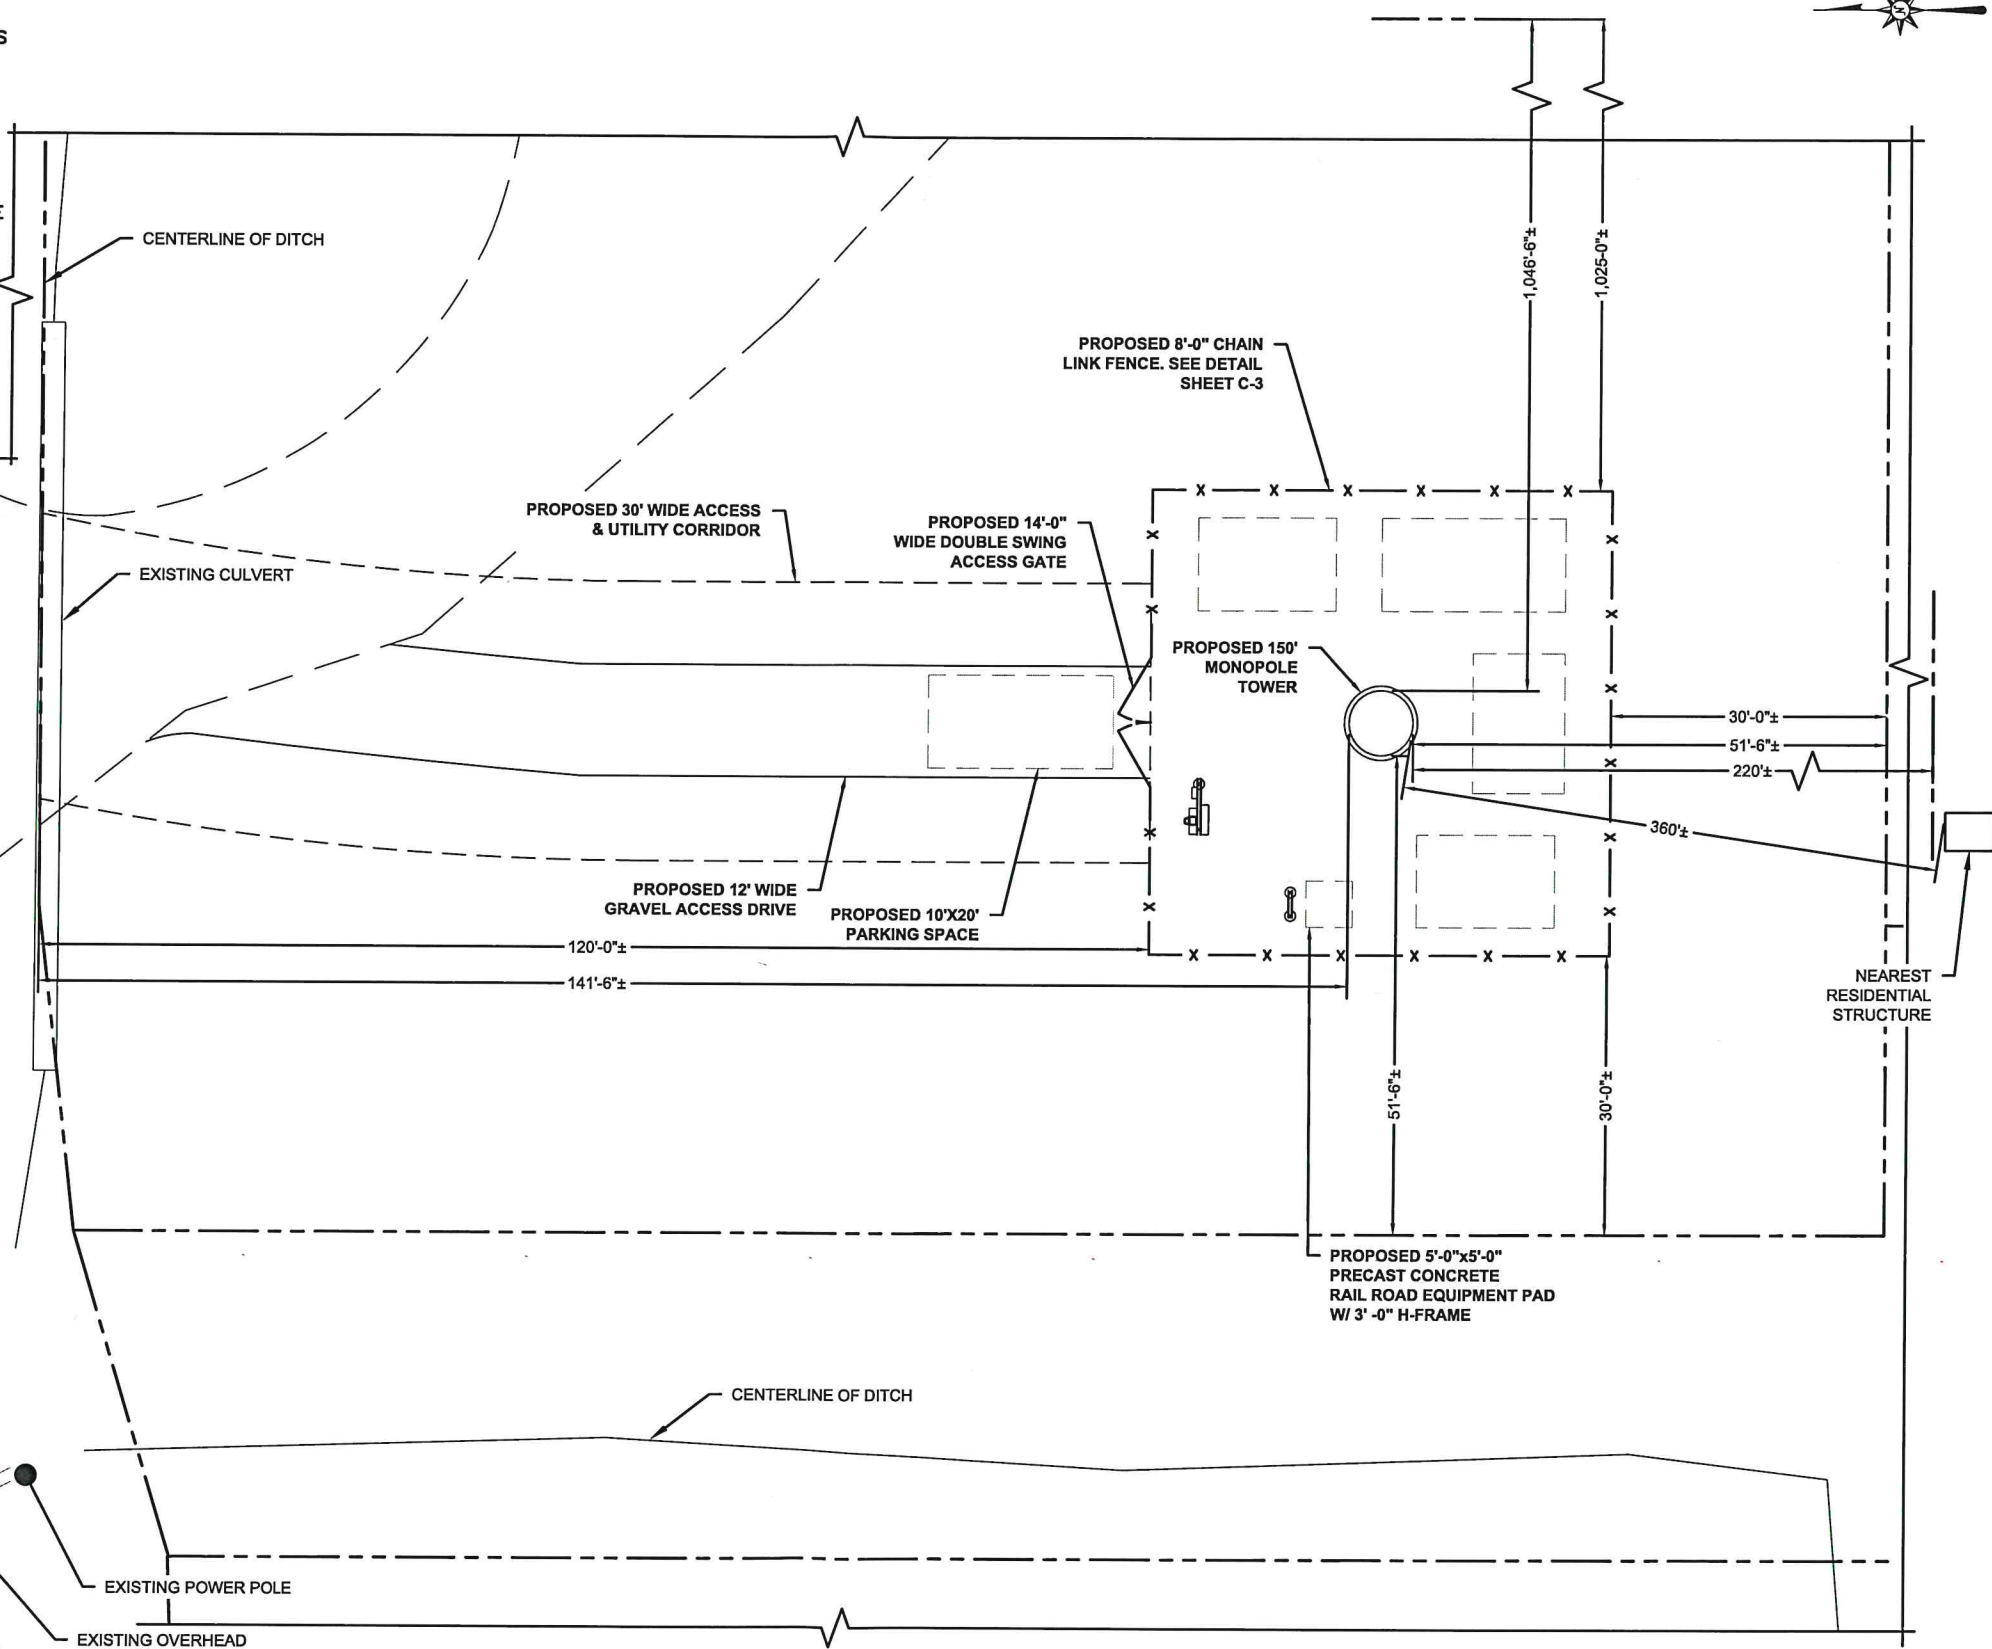 S
N
E
CENTERLINE OF DITCH
1,046'-6"±
1,025-0"±
PROPOSED 8'-0" CHAIN
LINK FENCE. SEE DETAIL
SHEET C-3
PROPOSED 30' WIDE ACCESS
& UTILITY CORRIDOR
PROPOSED 14'-0"
WIDE DOUBLE SWING
ACCESS GATE
EXISTING CULVERT
PROPOSED 150'
MONOPOLE
TOWER
30'-0"±
51'-6"±
220'±
360'±
PROPOSED 12' WIDE
GRAVEL ACCESS DRIVE
PROPOSED 10'X20'
PARKING SPACE
120'-0"±
141'-6"±
NEAREST
RESIDENTIAL
STRUCTURE
51'-6"±
30'-0"±
PROPOSED 5'-0"x5'-0"
PRECAST CONCRETE
RAIL ROAD EQUIPMENT PAD
W/ 3' -0" H-FRAME
CENTERLINE OF DITCH
EXISTING POWER POLE
EXISTING OVERHEAD